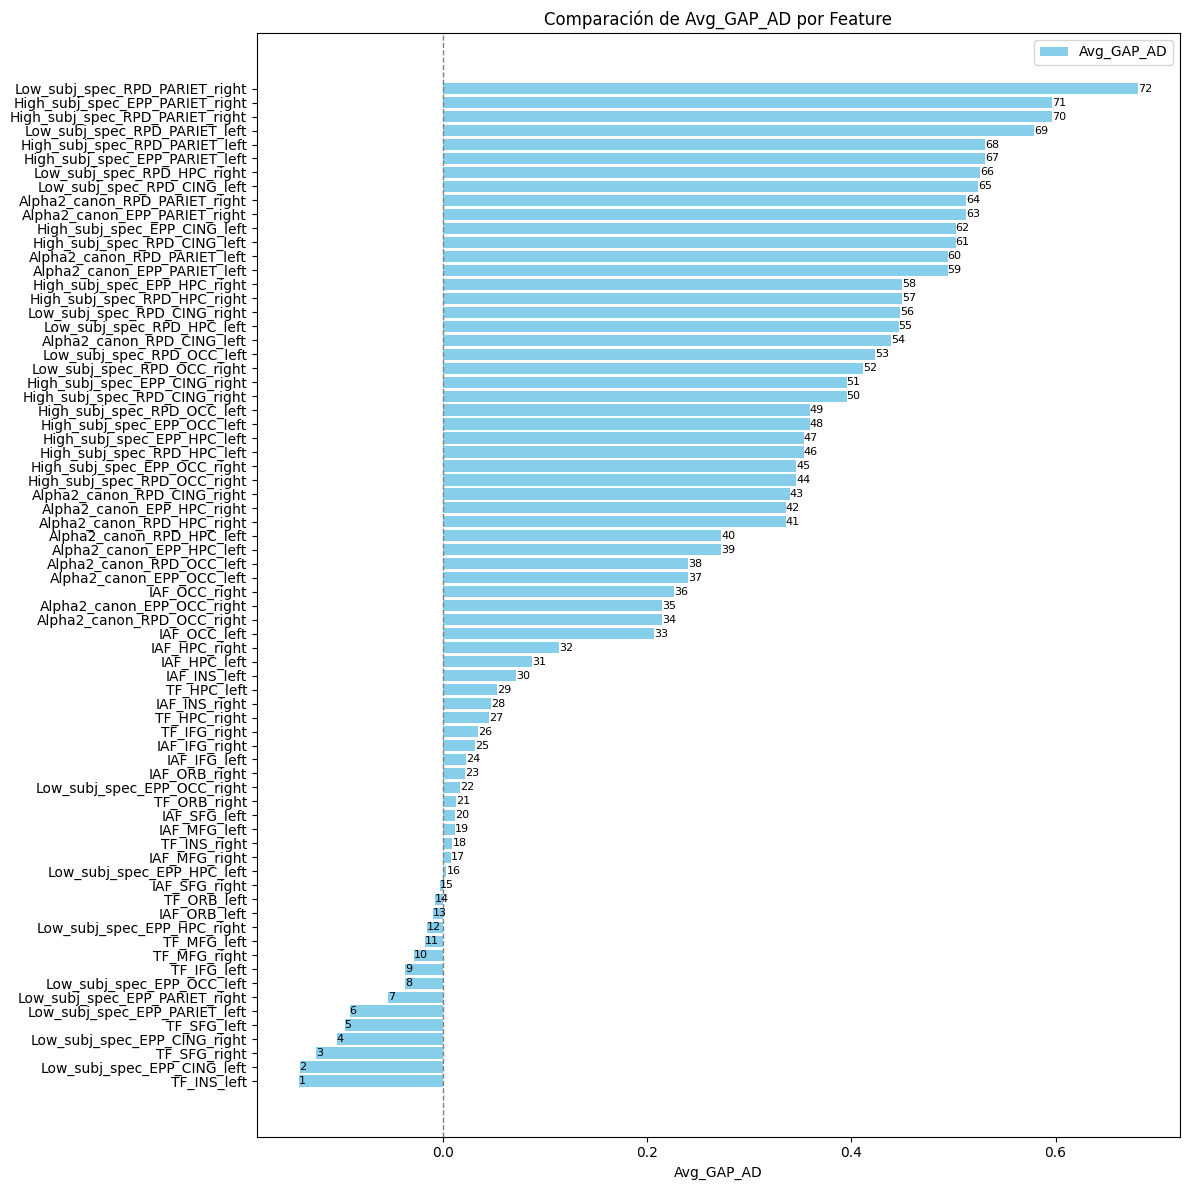 Comparación de Avg_GAP_AD por Feature
Avg_GAP_AD
Low_subj_spec_RPD_PARIET_right 72
High_subj_spec_EPP_PARIET_right 71
High_subj_spec_RPD_PARIET_right 70
Low_subj_spec_RPD_PARIET_left 69
High_subj_spec_RPD_PARIET_left 68
High_subj_spec_EPP_PARIET_left 67
Low_subj_spec_RPD_HPC_right 66
Low_subj_spec_RPD_CING_left 65
Alpha2_canon_RPD_PARIET_right 64
Alpha2_canon_EPP_PARIET_right 63
High_subj_spec_EPP_CING_left 62
High_subj_spec_RPD_CING_left 61
Alpha2_canon_RPD_PARIET_left 60
Alpha2_canon_EPP_PARIET_left 59
High_subj_spec_EPP_HPC_right 58
High_subj_spec_RPD_HPC_right 57
Low_subj_spec_RPD_CING_right 56
Low_subj_spec_RPD_HPC_left 55
Alpha2_canon_RPD_CING_left 54
Low_subj_spec_RPD_OCC_left 53
Low_subj_spec_RPD_OCC_right 52
High_subj_spec_EPP_CING_right 51
High_subj_spec_RPD_CING_right 50
High_subj_spec_RPD_OCC_left 49
High_subj_spec_EPP_OCC_left 48
High_subj_spec_EPP_HPC_left 47
High_subj_spec_RPD_HPC_left 46
High_subj_spec_EPP_OCC_right 45
High_subj_spec_RPD_OCC_right 44
Alpha2_canon_RPD_CING_right 43
Alpha2_canon_EPP_HPC_right 42
Alpha2_canon_RPD_HPC_right 41
Alpha2_canon_RPD_HPC_left 40
Alpha2_canon_EPP_HPC_left 39
Alpha2_canon_RPD_OCC_left 38
Alpha2_canon_EPP_OCC_left 37
IAF_OCC_right 36
Alpha2_canon_EPP_OCC_right 35
Alpha2_canon_RPD_OCC_right 34
IAF_OCC_left 33
IAF_HPC_right 32
IAF_HPC_left 31
IAF_INS_left 30
TF_HPC_left 29
IAF_INS_right 28
TF_HPC_right 27
TF_IFG_right 26
IAF_IFG_right 25
IAF_IFG_left 24
IAF_ORB_right 23
Low_subj_spec_EPP_OCC_right 22
TF_ORB_right 21
IAF_SFG_left 20
IAF_MFG_left 19
TF_INS_right 18
IAF_MFG_right 17
Low_subj_spec_EPP_HPC_left 16
IAF_SFG_right 15
TF_ORB_left 14
IAF_ORB_left 13
Low_subj_spec_EPP_HPC_right 12
TF_MFG_left 11
TF_MFG_right 10
TF_IFG_left 9
Low_subj_spec_EPP_OCC_left 8
Low_subj_spec_EPP_PARIET_right 7
Low_subj_spec_EPP_PARIET_left 6
TF_SFG_left 5
Low_subj_spec_EPP_CING_right 4
TF_SFG_right 3
Low_subj_spec_EPP_CING_left 2
TF_INS_left 1
0.0 0.2 0.4 0.6
Avg_GAP_AD